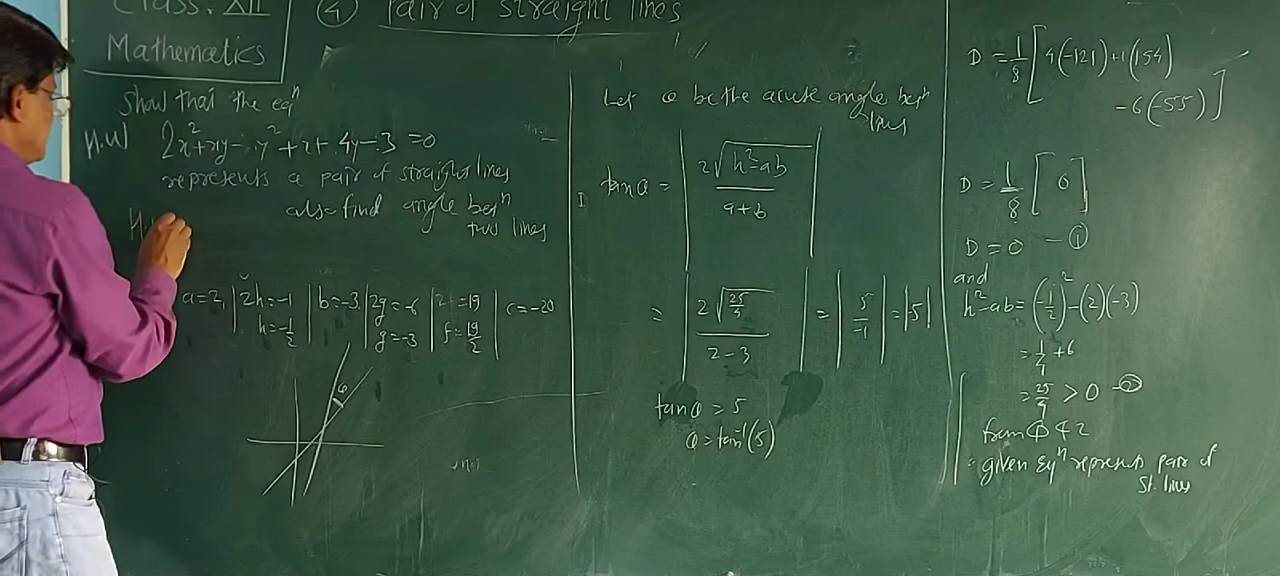 Class: XII
Mathematics
④ Pair of straight lines
Show that the eqⁿ
H.W) 2x²+xy-y²+x+4y-3=0
represents a pair of straight lines
also find angle betⁿ
two lines
H.
a=2, | 2h=-1 | b=-3 | 2g=-6 | 2 =19 | c=-20
h=-1/2 | g=-3 | f=19/2
θ
Let θ be the acute angle betⁿ
lines
tanθ = | 2√(h²-ab) / (a+b) |
= | 2√(25/4) / (2-3) | = | 5/-1 | = |5|
tanθ = 5
θ = tan⁻¹(5)
D = 1/8 [ 4(-121)+1(154)
-6(-55) ]
D = 1/8 [ 0 ]
D = 0 - ①
and
h²-ab = (-1/2)² - (2)(-3)
= 1/4 + 6
= 25/4 > 0 - ②
from ① & 2
given Eqⁿ represents pair of
St. lines